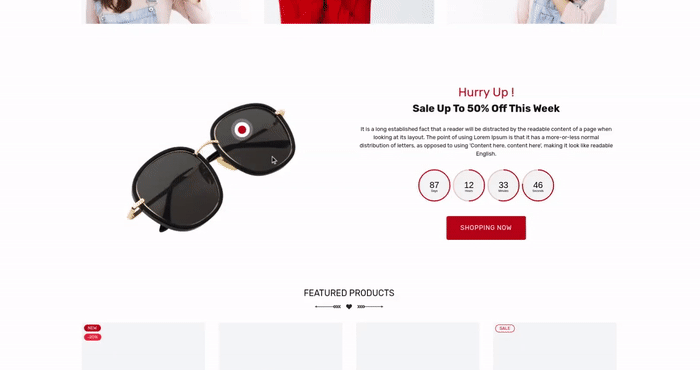 Hurry Up !
Sale Up To 50% Off This Week
It is a long established fact that a reader will be distracted by the readable content of a page when
looking at its layout. The point of using Lorem Ipsum is that it has a more-or-less normal
distribution of letters, as opposed to using 'Content here, content here', making it look like readable
English.
87 12 33 46
Days Hours Minutes Seconds
SHOPPING NOW
FEATURED PRODUCTS
NEW SALE
-30%